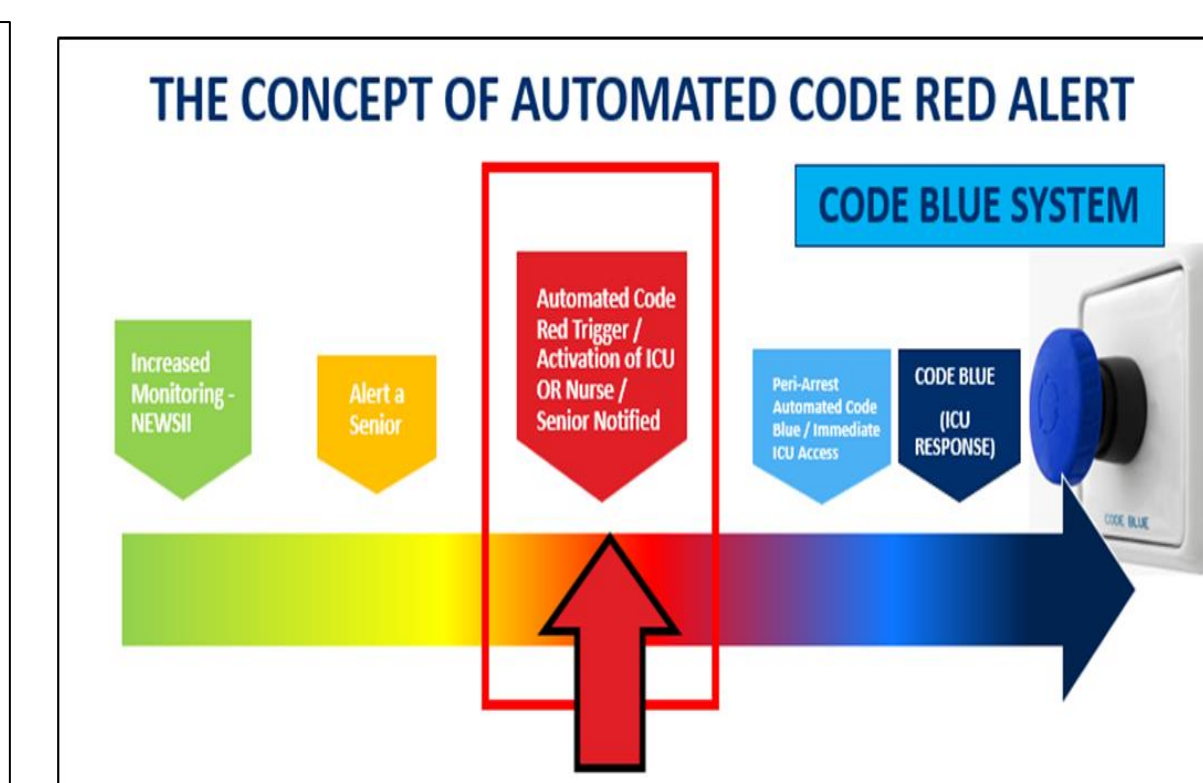 THE CONCEPT OF AUTOMATED CODE RED ALERT
CODE BLUE SYSTEM
Increased
Monitoring -
NEWSII
Alert a
Senior
Automated Code
Red Trigger /
Activation of ICU
OR Nurse /
Senior Notified
Peri-Arrest
Automated Code
Blue / Immediate
ICU Access
CODE BLUE
(ICU
RESPONSE)
CODE BLUE